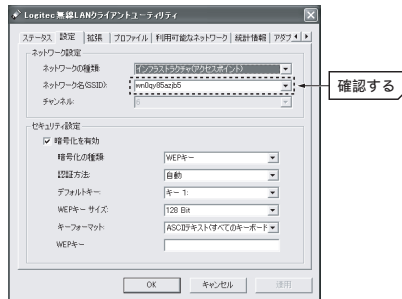 Logitec 無線LANクライアントユーティリティ
ステータス 設定 拡張 プロファイル 利用可能なネットワーク 統計情報 アダプ
ネットワーク設定
ネットワークの種類: インフラストラクチャ(アクセスポイント)
ネットワーク名(SSID): wn0qy85azjb5
確認する
チャンネル: 6
セキュリティ設定
暗号化を有効
暗号化の種類 WEPキー
認証方法: 自動
デフォルトキー: キー 1:
WEPキー サイズ: 128 Bit
キーフォーマット: ASCIIテキスト(すべてのキーボード
WEPキー
OK キャンセル 適用